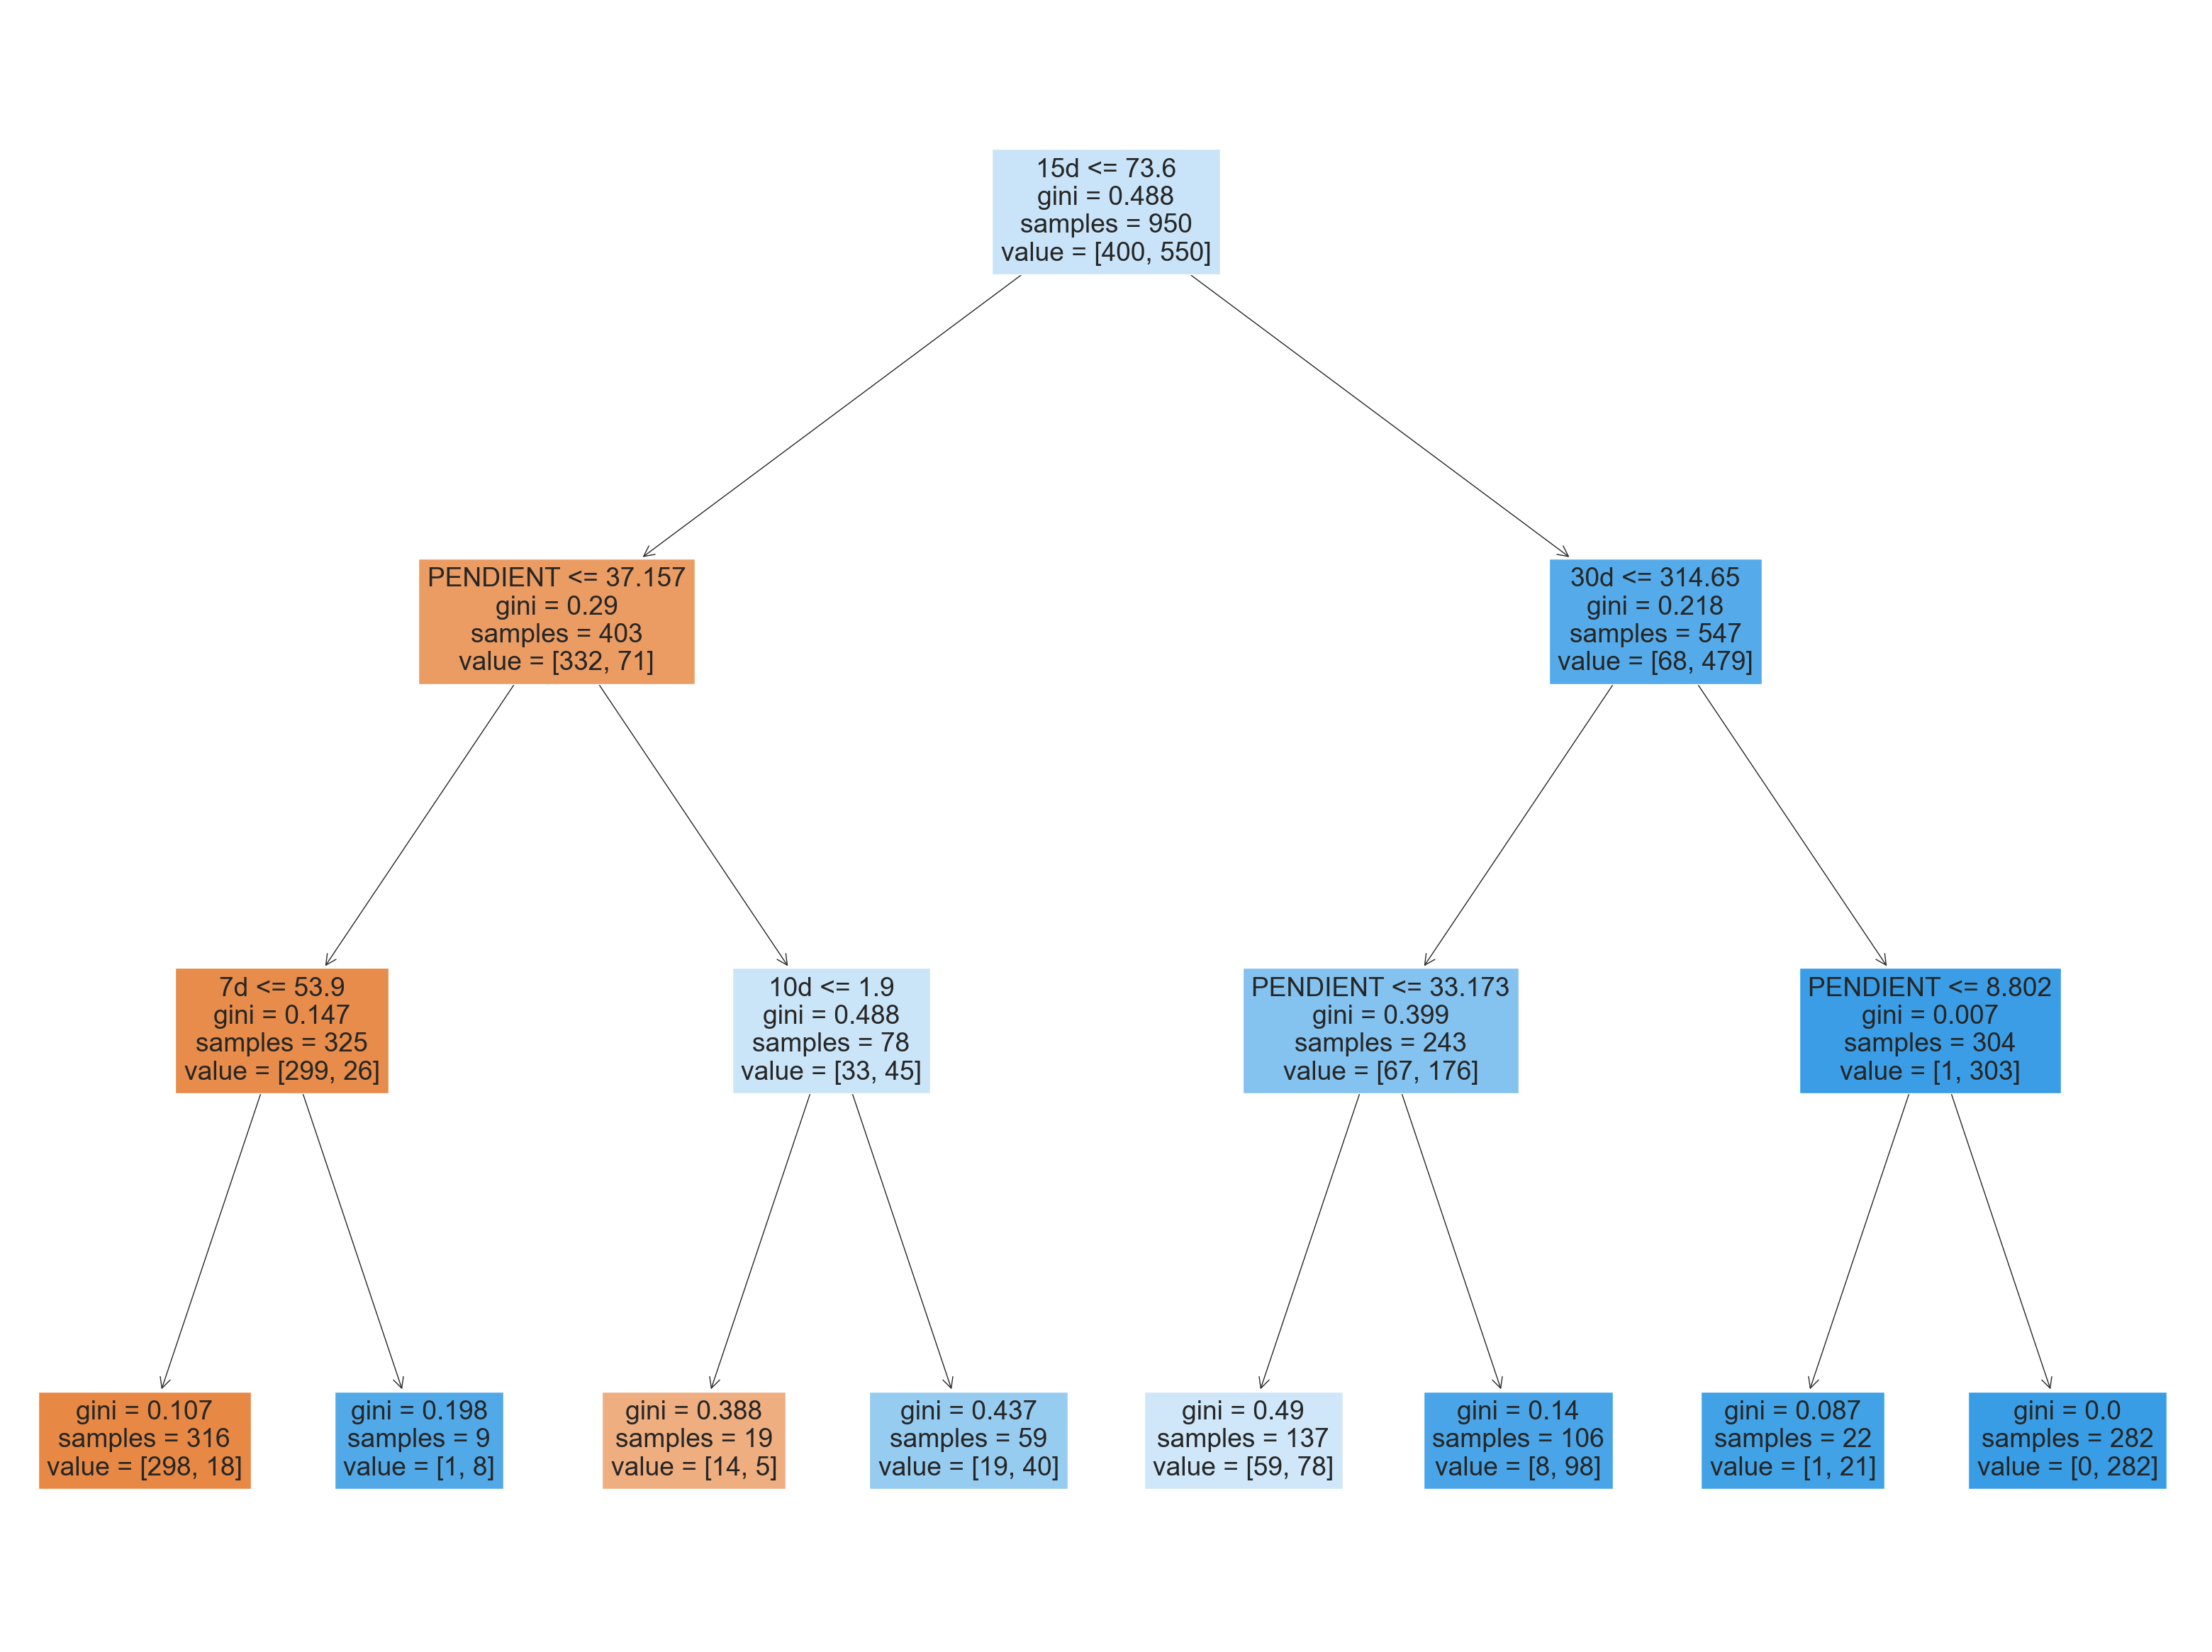 15d <= 73.6
gini = 0.488
samples = 950
value = [400, 550]
PENDIENT <= 37.157
gini = 0.29
samples = 403
value = [332, 71]
30d <= 314.65
gini = 0.218
samples = 547
value = [68, 479]
7d <= 53.9
gini = 0.147
samples = 325
value = [299, 26]
10d <= 1.9
gini = 0.488
samples = 78
value = [33, 45]
PENDIENT <= 33.173
gini = 0.399
samples = 243
value = [67, 176]
PENDIENT <= 8.802
gini = 0.007
samples = 304
value = [1, 303]
gini = 0.107
samples = 316
value = [298, 18]
gini = 0.198
samples = 9
value = [1, 8]
gini = 0.388
samples = 19
value = [14, 5]
gini = 0.437
samples = 59
value = [19, 40]
gini = 0.49
samples = 137
value = [59, 78]
gini = 0.14
samples = 106
value = [8, 98]
gini = 0.087
samples = 22
value = [1, 21]
gini = 0.0
samples = 282
value = [0, 282]